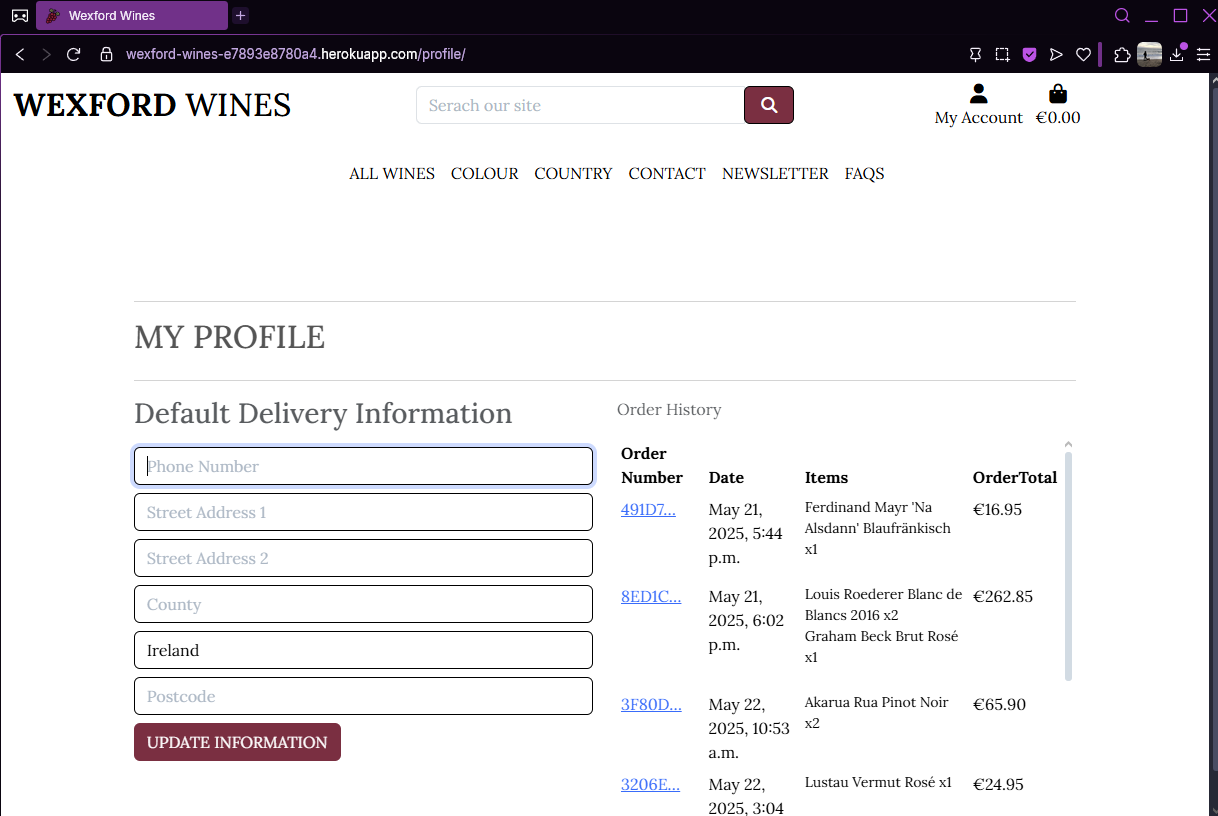 Wexford Wines
wexford-wines-e7893e8780a4.herokuapp.com/profile/
WEXFORD WINES
Serach our site
My Account
€0.00
ALL WINES
COLOUR
COUNTRY
CONTACT
NEWSLETTER
FAQS
MY PROFILE
Default Delivery Information
Phone Number
Street Address 1
Street Address 2
County
Ireland
Postcode
UPDATE INFORMATION
Order History
Order
Number
Date
Items
OrderTotal
491D7...
May 21,
2025, 5:44
p.m.
Ferdinand Mayr 'Na
Alsdann' Blaufränkisch
x1
€16.95
8ED1C...
May 21,
2025, 6:02
p.m.
Louis Roederer Blanc de
Blancs 2016 x2
Graham Beck Brut Rosé
x1
€262.85
3F80D...
May 22,
2025, 10:53
a.m.
Akarua Rua Pinot Noir
x2
€65.90
3206E...
May 22,
2025, 3:04
Lustau Vermut Rosé x1
€24.95